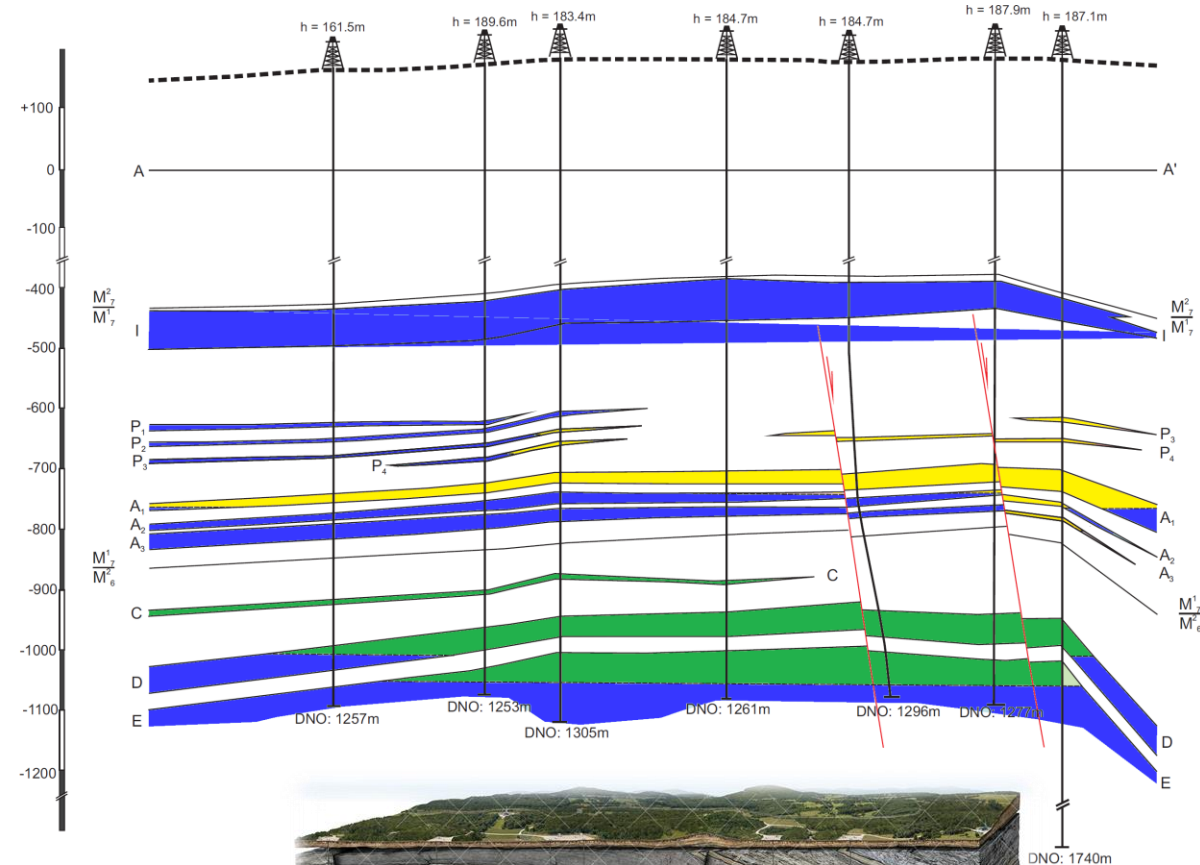 h = 161.5m
h = 189.6m
h = 183.4m
h = 184.7m
h = 184.7m
h = 187.9m
h = 187.1m
+100
0
A
A'
-100
-400
M²₇
M¹₇
M²₇
M¹₇
I
I
-500
-600
P₁
P₂
P₃
P₄
P₃
P₄
-700
A₁
A₂
A₃
A₁
A₂
A₃
-800
M¹₇
M²₆
-900
C
C
M¹₇
M²₆
-1000
D
D
-1100
E
E
DNO: 1257m
DNO: 1253m
DNO: 1305m
DNO: 1261m
DNO: 1296m
DNO: 1277m
-1200
DNO: 1740m